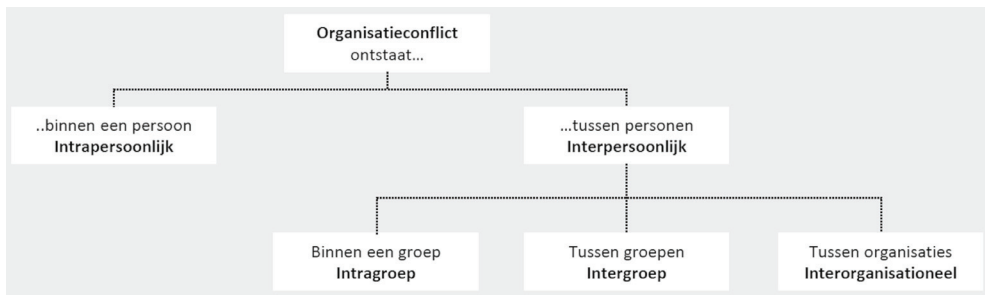 Organisatieconflict
ontstaat...
..binnen een persoon
Intrapersoonlijk
...tussen personen
Interpersoonlijk
Binnen een groep
Intragroep
Tussen groepen
Intergroep
Tussen organisaties
Interorganisationeel